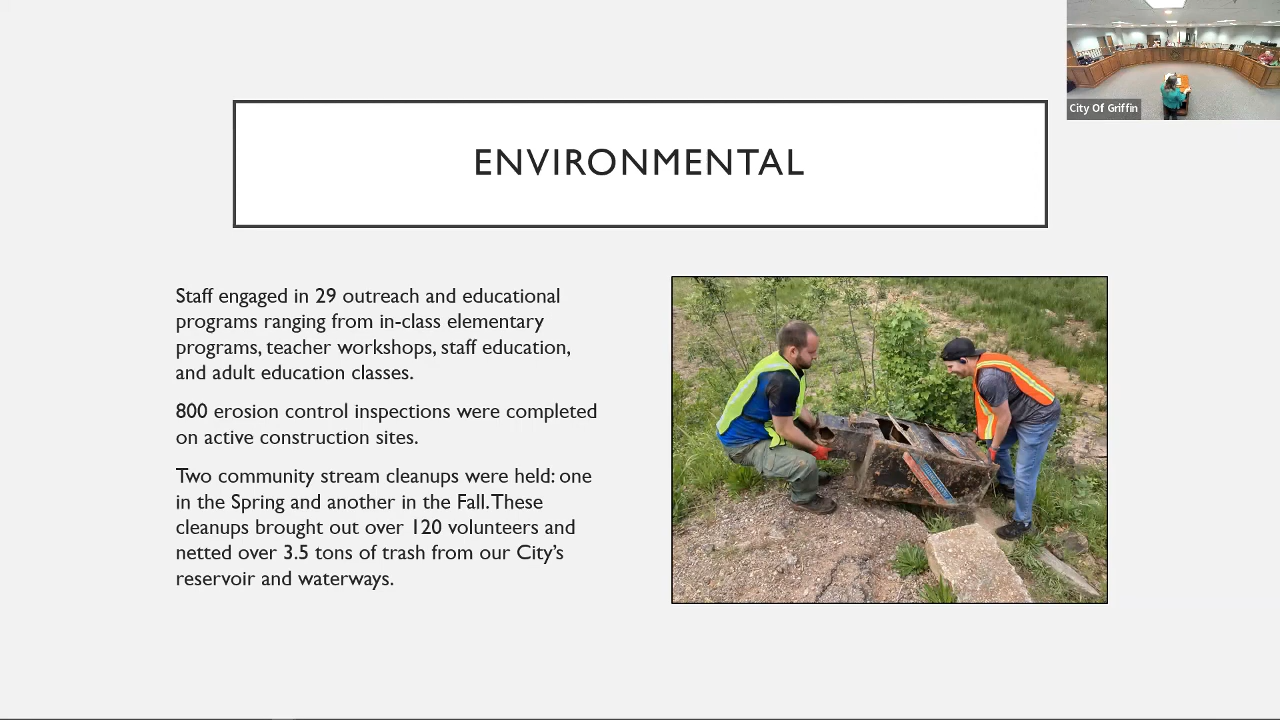 City Of Griffin
ENVIRONMENTAL
Staff engaged in 29 outreach and educational
programs ranging from in-class elementary
programs, teacher workshops, staff education,
and adult education classes.
800 erosion control inspections were completed
on active construction sites.
Two community stream cleanups were held: one
in the Spring and another in the Fall. These
cleanups brought out over 120 volunteers and
netted over 3.5 tons of trash from our City’s
reservoir and waterways.